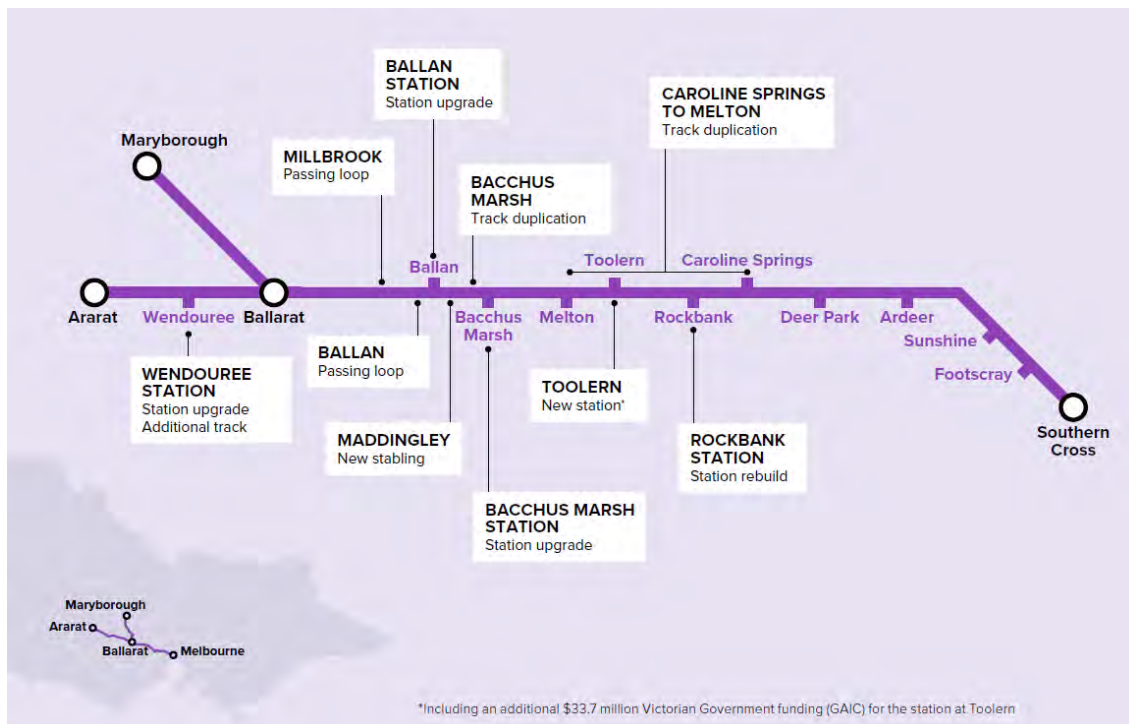 BALLAN
STATION
Station upgrade
CAROLINE SPRINGS
TO MELTON
Track duplication
Maryborough
MILLBROOK
Passing loop
BACCHUS
MARSH
Track duplication
Ballan
Toolern
Caroline Springs
Ararat
Wendouree
Ballarat
Bacchus
Marsh
Melton
Rockbank
Deer Park
Ardeer
Sunshine
Footscray
Southern
Cross
WENDOUREE
STATION
Station upgrade
Additional track
BALLAN
Passing loop
MADDINGLEY
New stabling
TOOLERN
New station*
ROCKBANK
STATION
Station rebuild
BACCHUS MARSH
STATION
Station upgrade
Maryborough
Ararat
Ballarat
Melbourne
*Including an additional $33.7 million Victorian Government funding (GAIC) for the station at Toolern